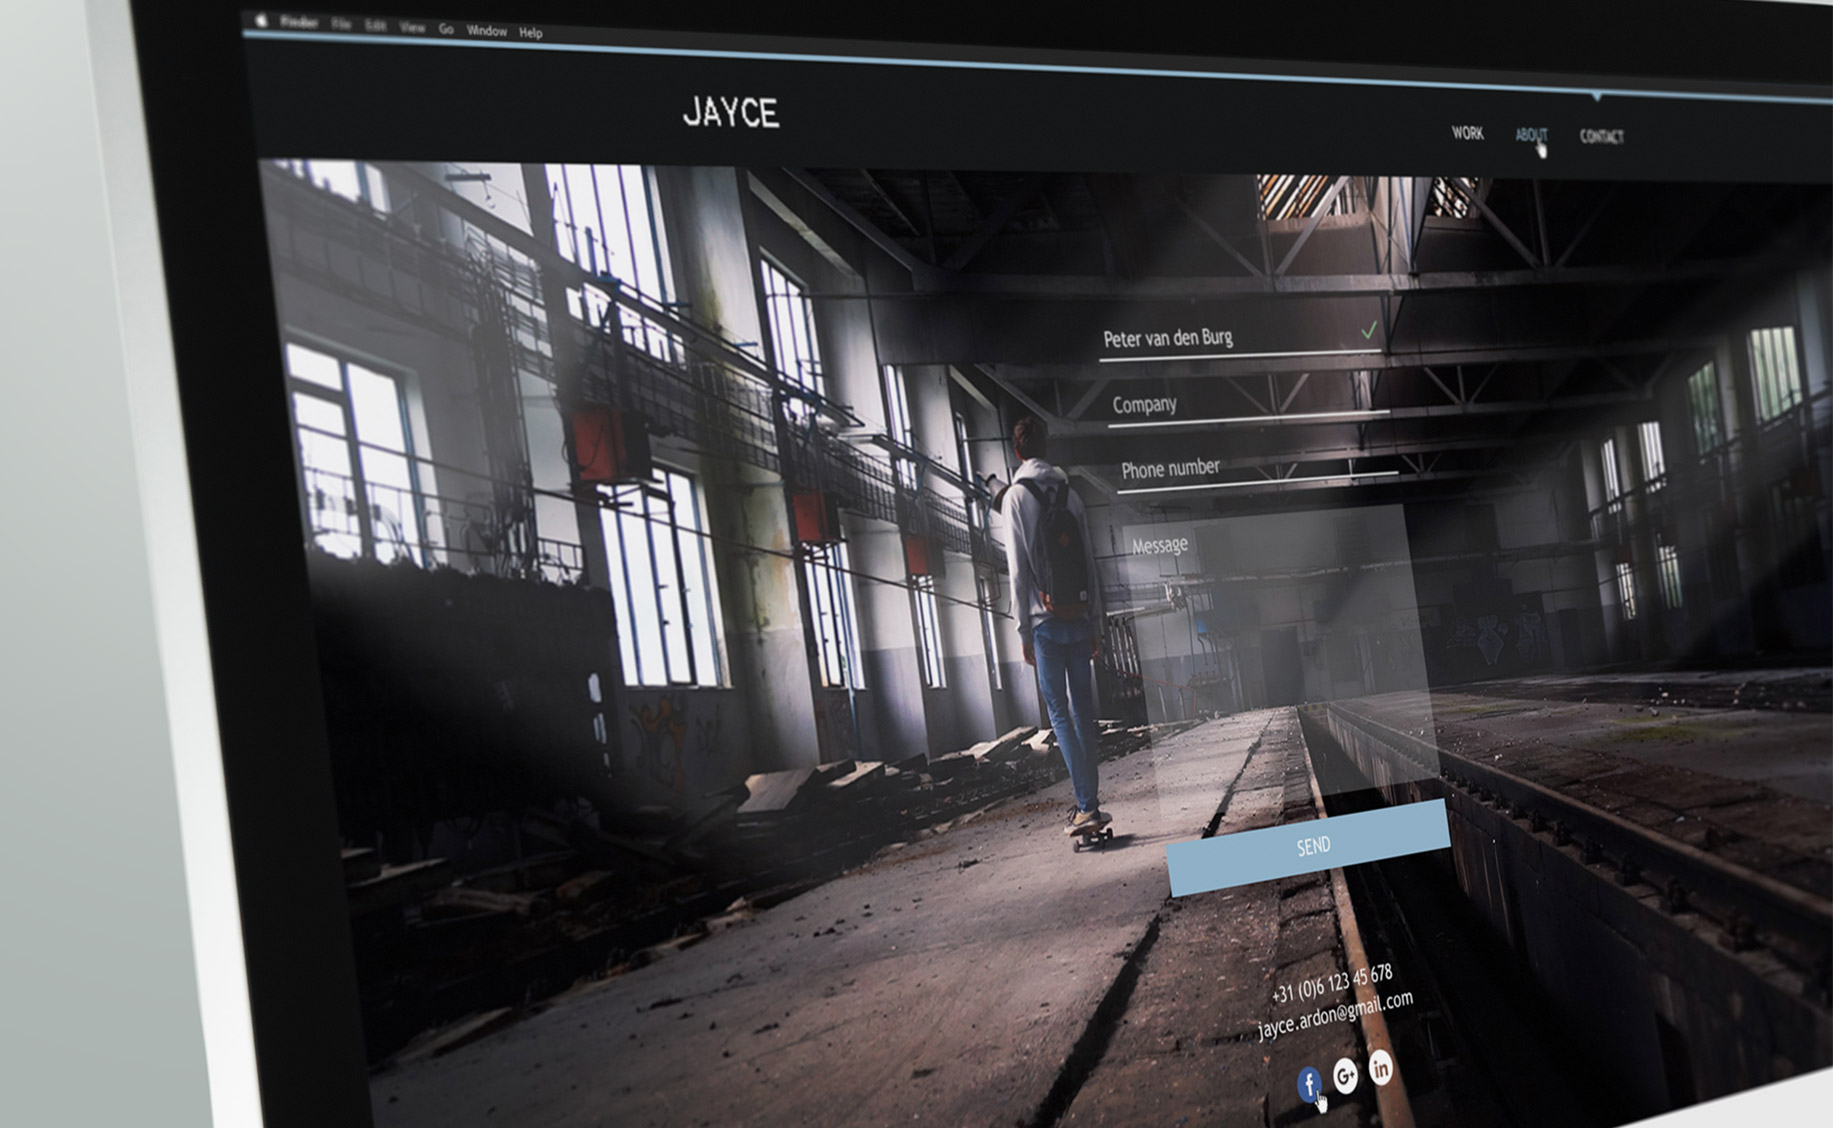 Finder File Edit View Go Window Help
JAYCE
WORK ABOUT CONTACT
Peter van den Burg
Company
Phone number
Message
SEND
+31 (0)6 123 45 678
jayce.ardon@gmail.com
f G+ in